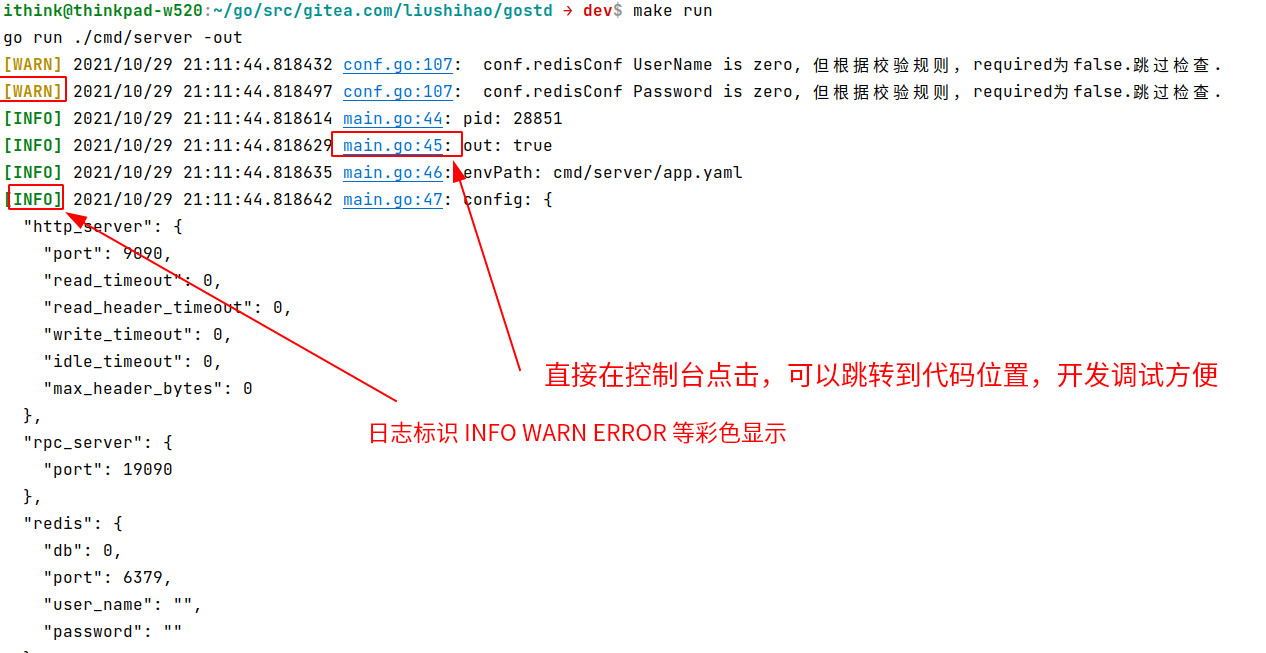 ithink@thinkpad-w520:~/go/src/gitea.com/liushihao/gostd → dev$ make run
go run ./cmd/server -out
[WARN] 2021/10/29 21:11:44.818432 conf.go:107:  conf.redisConf UserName is zero, 但根据校验规则, required为false.跳过检查.
[WARN] 2021/10/29 21:11:44.818497 conf.go:107:  conf.redisConf Password is zero, 但根据校验规则, required为false.跳过检查.
[INFO] 2021/10/29 21:11:44.818614 main.go:44: pid: 28851
[INFO] 2021/10/29 21:11:44.818629 main.go:45: out: true
[INFO] 2021/10/29 21:11:44.818635 main.go:46: envPath: cmd/server/app.yaml
[INFO] 2021/10/29 21:11:44.818642 main.go:47: config: {
  "http_server": {
    "port": 9090,
    "read_timeout": 0,
    "read_header_timeout": 0,
    "write_timeout": 0,
    "idle_timeout": 0,
    "max_header_bytes": 0
直接在控制台点击，可以跳转到代码位置，开发调试方便
  },
日志标识 INFO WARN ERROR 等彩色显示
  "rpc_server": {
    "port": 19090
  },
  "redis": {
    "db": 0,
    "port": 6379,
    "user_name": "",
    "password": ""